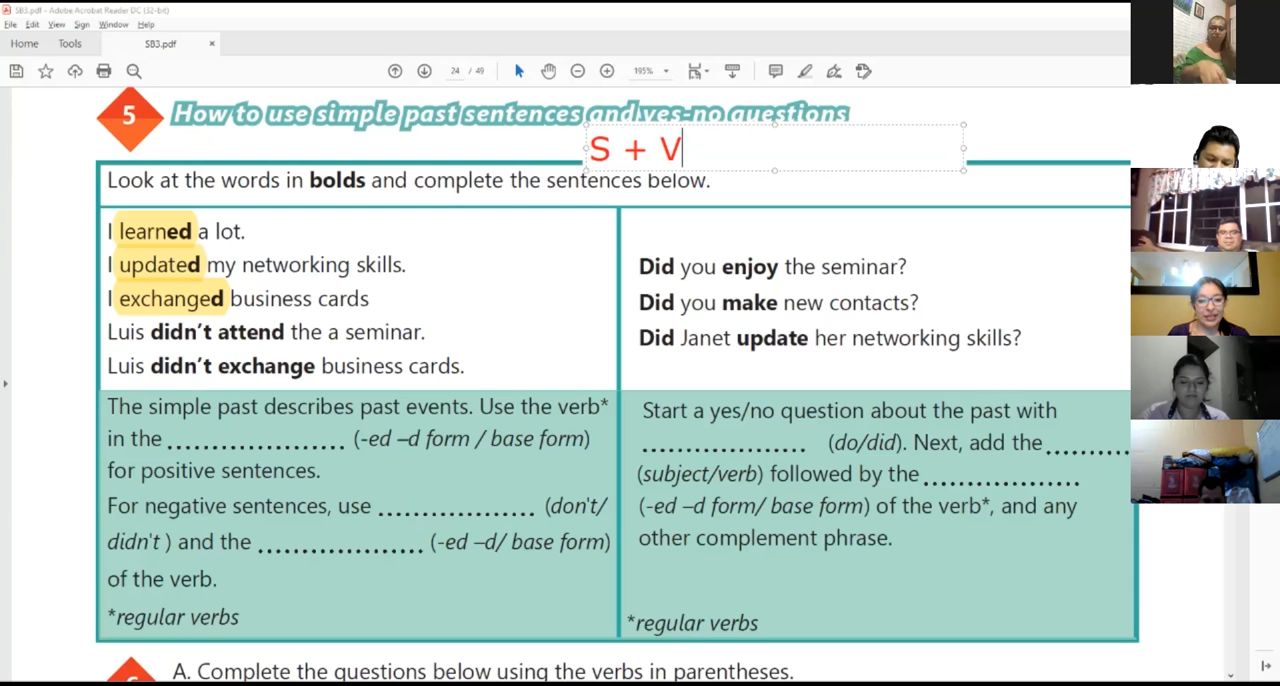 SB3.pdf - Adobe Acrobat Reader DC (32-bit)
File Edit View Sign Window Help
Home Tools SB3.pdf ×
24 / 49 195%
5 How to use simple past sentences and yes-no questions
S + V
Look at the words in bolds and complete the sentences below.
I learned a lot.
I updated my networking skills.
I exchanged business cards
Luis didn't attend the a seminar.
Luis didn't exchange business cards.
Did you enjoy the seminar?
Did you make new contacts?
Did Janet update her networking skills?
The simple past describes past events. Use the verb*
in the .................... (-ed –d form / base form)
for positive sentences.
For negative sentences, use .................. (don't/
didn't ) and the ................... (-ed –d/ base form)
of the verb.
*regular verbs
Start a yes/no question about the past with
................... (do/did). Next, add the..........
(subject/verb) followed by the ..................
(-ed –d form/ base form) of the verb*, and any
other complement phrase.
*regular verbs
A. Complete the questions below using the verbs in parentheses.